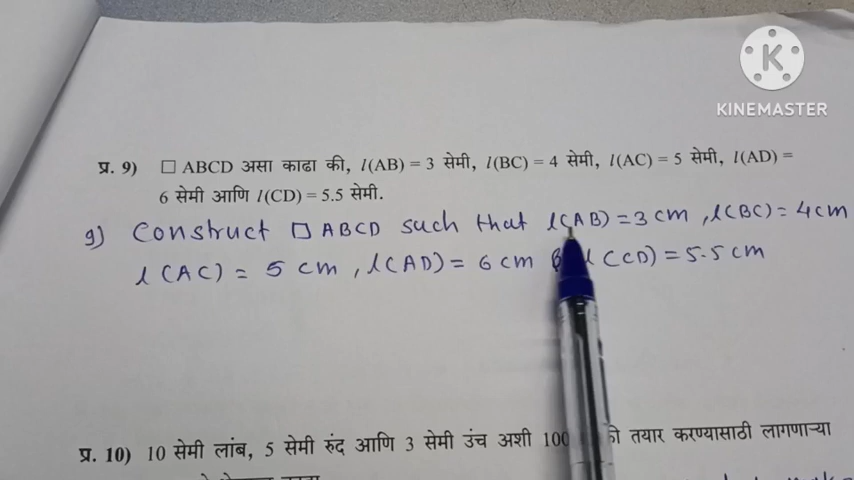 KINEMASTER
प्र. 9) □ ABCD असा काढा की, l(AB) = 3 सेमी, l(BC) = 4 सेमी, l(AC) = 5 सेमी, l(AD) =
6 सेमी आणि l(CD) = 5.5 सेमी.
9) Construct □ ABCD such that l(AB) = 3 cm, l(BC) = 4 cm
l(AC) = 5 cm, l(AD) = 6 cm & l(CD) = 5.5 cm
प्र. 10) 10 सेमी लांब, 5 सेमी रुंद आणि 3 सेमी उंच अशी 100 तयार करण्यासाठी लागणाऱ्या